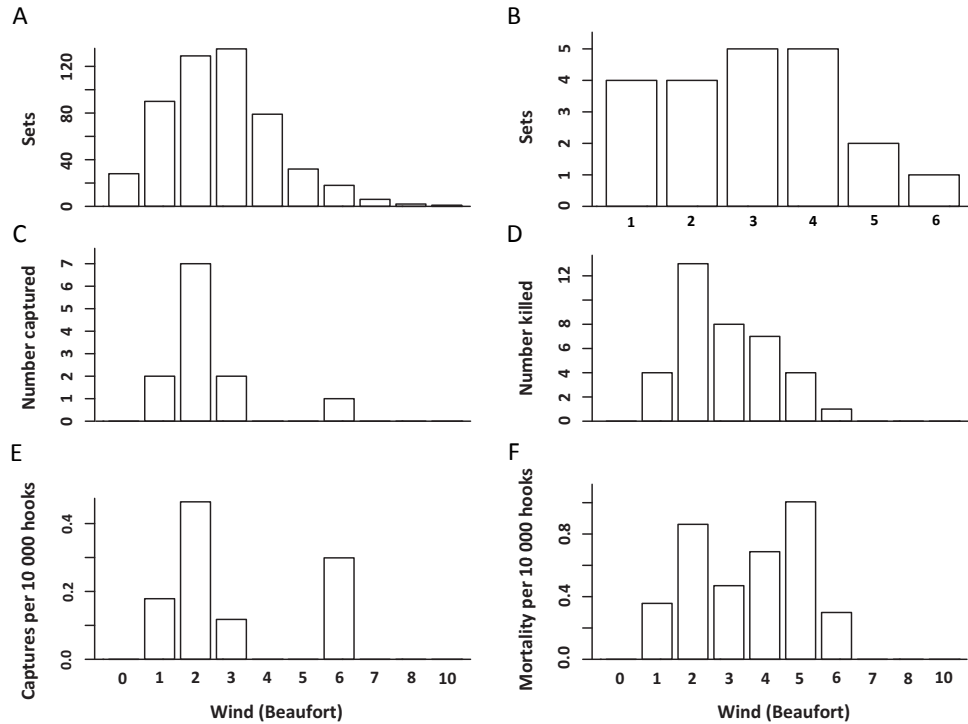 A
Sets
0
40
80
120
B
Sets
0
1
2
3
4
5
1 2 3 4 5 6
C
Number captured
0
1
2
3
4
5
6
7
D
Number killed
0
2
4
6
8
12
E
Captures per 10 000 hooks
0.0
0.2
0.4
0 1 2 3 4 5 6 7 8 10
Wind (Beaufort)
F
Mortality per 10 000 hooks
0.0
0.4
0.8
0 1 2 3 4 5 6 7 8 10
Wind (Beaufort)